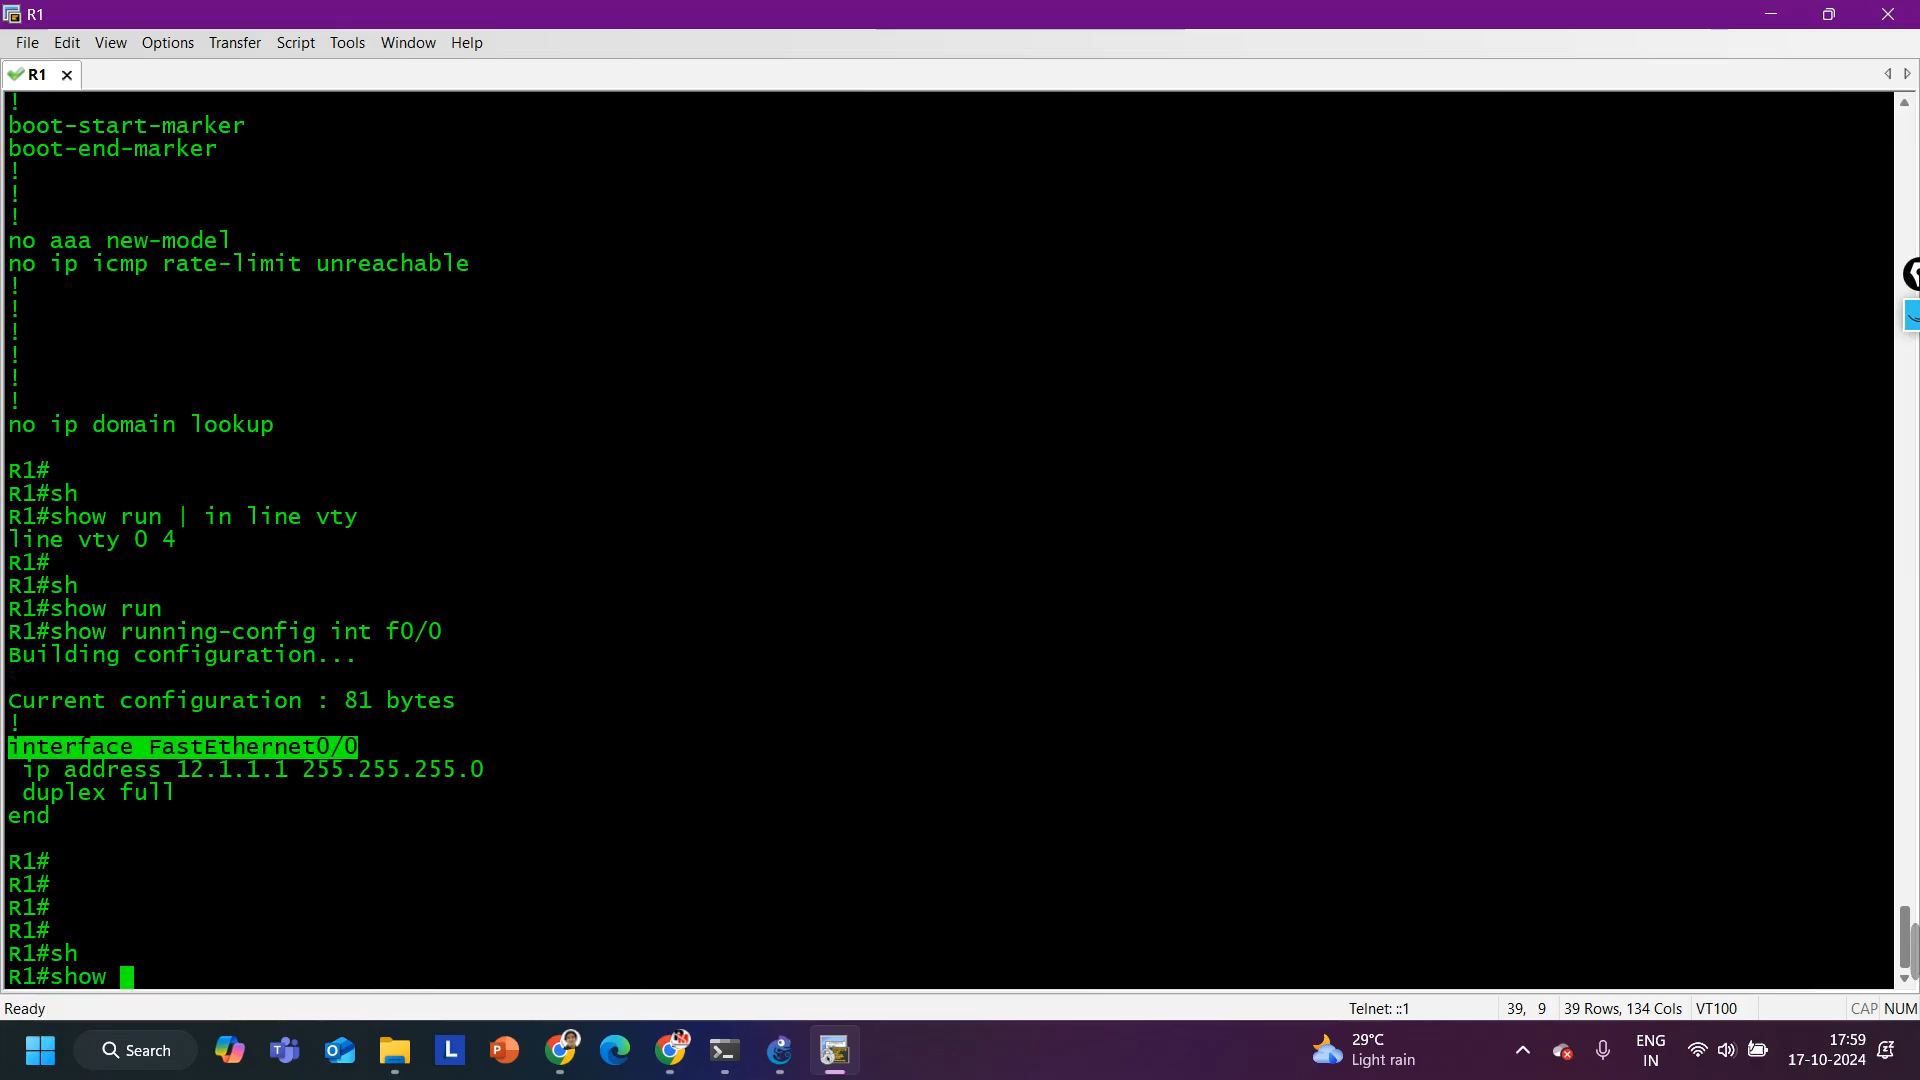 R1
File Edit View Options Transfer Script Tools Window Help
R1
!
boot-start-marker
boot-end-marker
!
!
!
no aaa new-model
no ip icmp rate-limit unreachable
!
!
!
!
!
!
no ip domain lookup
R1#
R1#sh
R1#show run | in line vty
line vty 0 4
R1#
R1#sh
R1#show run
R1#show running-config int f0/0
Building configuration...
Current configuration : 81 bytes
!
interface FastEthernet0/0
ip address 12.1.1.1 255.255.255.0
duplex full
end
R1#
R1#
R1#
R1#
R1#sh
R1#show
Ready Telnet: ::1 39, 9 39 Rows, 134 Cols VT100 CAP NUM
Search L P 29°C ENG 17:59
Light rain IN 17-10-2024